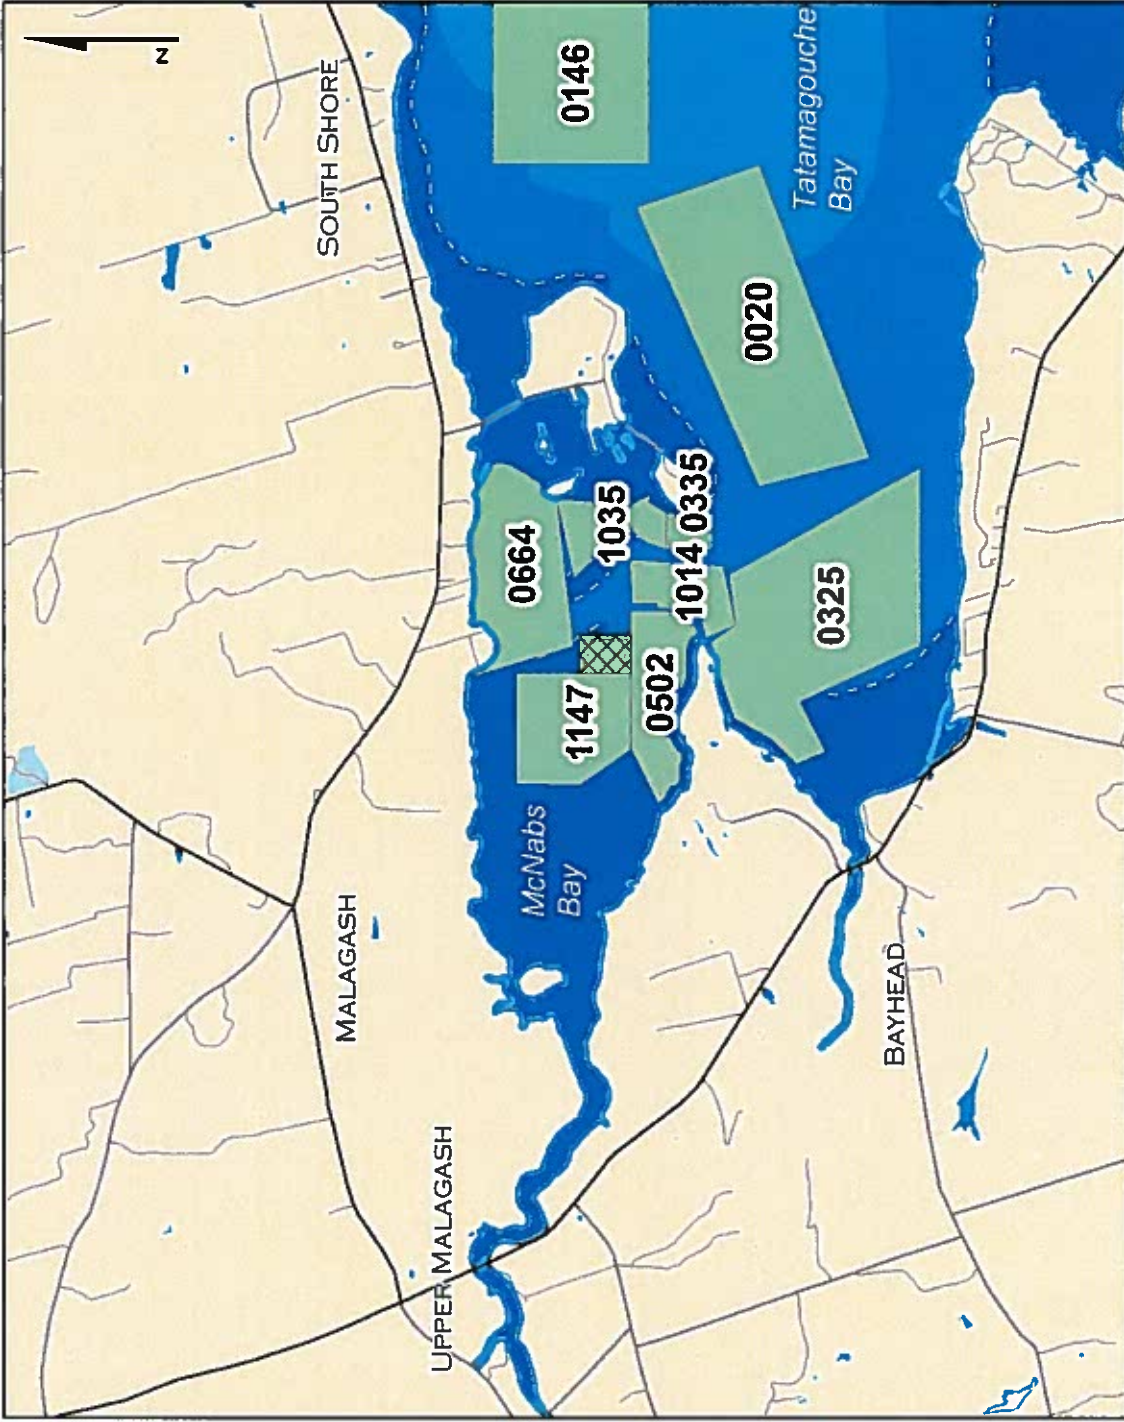 N
SOUTH SHORE
0146
Tatamagouche
Bay
0020
0335
1035
0664
1014
0325
0502
1147
McNabs
Bay
MALAGASH
BAYHEAD
UPPER MALAGASH